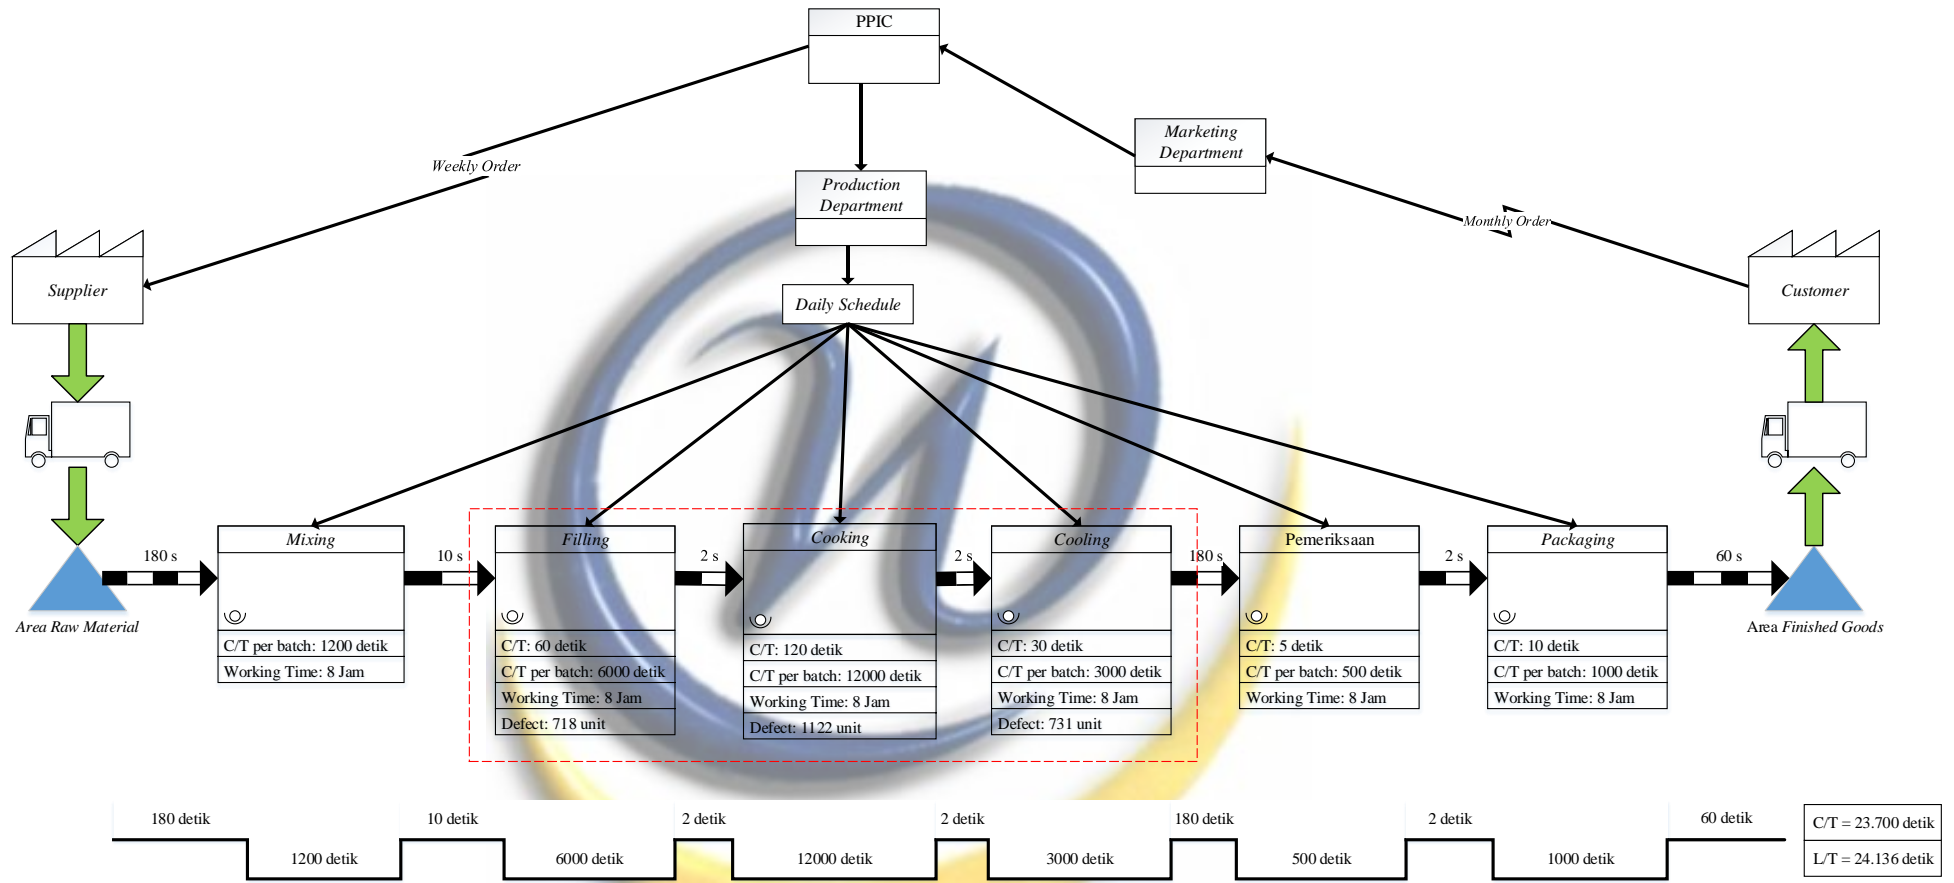 PPIC
Marketing
Department
Weekly Order
Production
Department
Monthly Order
Supplier
Daily Schedule
Customer
180 s
Mixing
10 s
Filling
2 s
Cooking
2 s
Cooling
180 s
Pemeriksaan
2 s
Packaging
60 s
Area Raw Material
Area Finished Goods
C/T per batch: 1200 detik
Working Time: 8 Jam
C/T: 60 detik
C/T per batch: 6000 detik
Working Time: 8 Jam
Defect: 718 unit
C/T: 120 detik
C/T per batch: 12000 detik
Working Time: 8 Jam
Defect: 1122 unit
C/T: 30 detik
C/T per batch: 3000 detik
Working Time: 8 Jam
Defect: 731 unit
C/T: 5 detik
C/T per batch: 500 detik
Working Time: 8 Jam
C/T: 10 detik
C/T per batch: 1000 detik
Working Time: 8 Jam
180 detik
10 detik
2 detik
2 detik
180 detik
2 detik
60 detik
1200 detik
6000 detik
12000 detik
3000 detik
500 detik
1000 detik
C/T = 23.700 detik
L/T = 24.136 detik